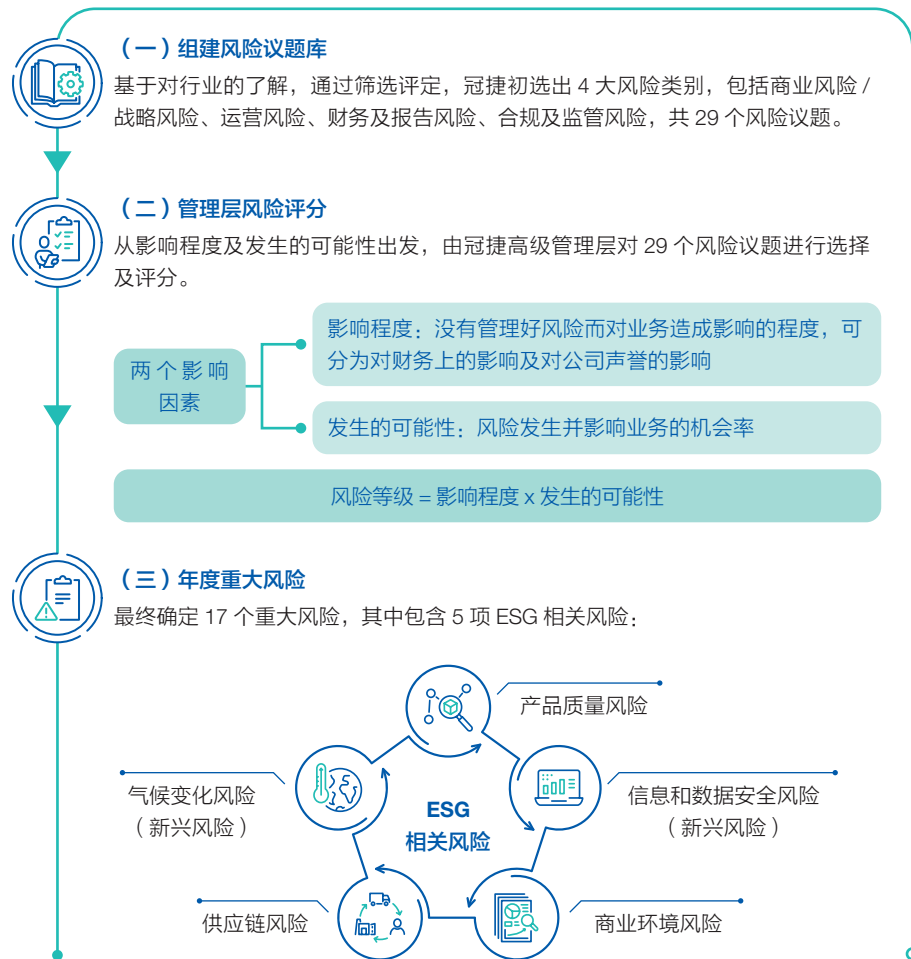 （一）组建风险议题库
基于对行业的了解，通过筛选评定，冠捷初选出 4 大风险类别，包括商业风险 /
战略风险、运营风险、财务及报告风险、合规及监管风险，共 29 个风险议题。
（二）管理层风险评分
从影响程度及发生的可能性出发，由冠捷高级管理层对 29 个风险议题进行选择
及评分。
两个影响
因素
影响程度：没有管理好风险而对业务造成影响的程度，可
分为对财务上的影响及对公司声誉的影响
发生的可能性：风险发生并影响业务的机会率
风险等级 = 影响程度 x 发生的可能性
（三）年度重大风险
最终确定 17 个重大风险，其中包含 5 项 ESG 相关风险：
产品质量风险
气候变化风险
（新兴风险）
信息和数据安全风险
（新兴风险）
ESG
相关风险
供应链风险
商业环境风险